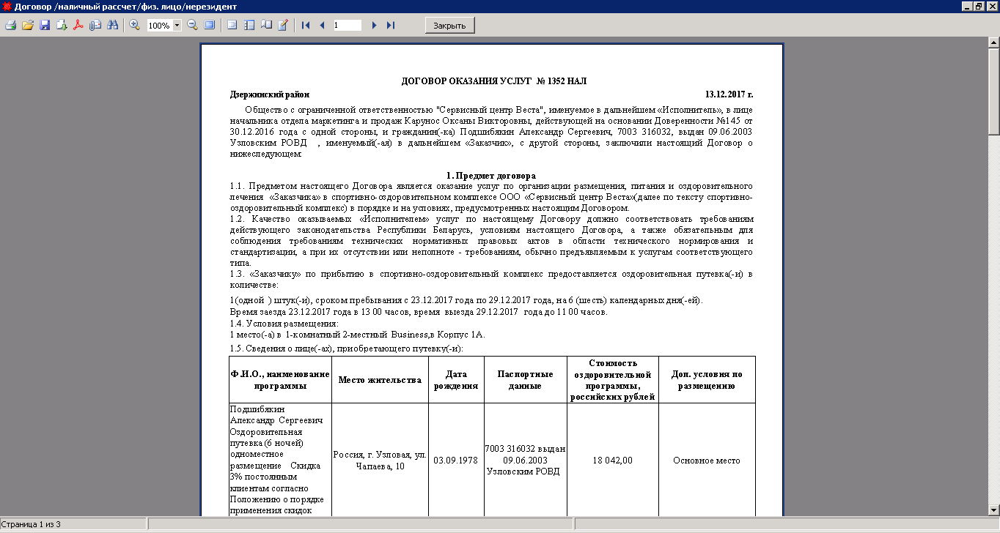 Договор /наличный рассчет/физ. лицо/нерезидент
100%
1
Закрыть
ДОГОВОР ОКАЗАНИЯ УСЛУГ № 1352 НАЛ
Дзержинский район 13.12.2017 г.
Общество с ограниченной ответственностью "Сервисный центр Веста", именуемое в дальнейшем «Исполнитель», в лице
начальника отдела маркетинга и продаж Карунос Оксаны Викторовны, действующей на основании Доверенности №145 от
30.12.2016 года с одной стороны, и гражданин(-ка) Подшибякин Александр Сергеевич, 7003 316032, выдан 09.06.2003
Узловским РОВД , именуемый(-ая) в дальнейшем «Заказчик», с другой стороны, заключили настоящий Договор о
нижеследующем:
1. Предмет договора
1.1. Предметом настоящего Договора является оказание услуг по организации размещения, питания и оздоровительного
лечения «Заказчика» в спортивно-оздоровительном комплексе ООО «Сервисный центр Веста»(далее по тексту спортивно-
оздоровительный комплекс) в порядке и на условиях, предусмотренных настоящим Договором.
1.2. Качество оказываемых «Исполнителем» услуг по настоящему Договору должно соответствовать требованиям
действующего законодательства Республики Беларусь, условиям настоящего Договора, а также обязательным для
соблюдения требованиям технических нормативных правовых актов в области технического нормирования и
стандартизации, а при их отсутствии или неполноте - требованиям, обычно предъявляемым к услугам соответствующего
типа.
1.3. «Заказчику» по прибытию в спортивно-оздоровительный комплекс предоставляется оздоровительная путевка(-и) в
количестве:
1(одной ) штук(-и), сроком пребывания с 23.12.2017 года по 29.12.2017 года, на 6 (шесть) календарных дня(-ей).
Время заезда 23.12.2017 года в 13 00 часов, время выезда 29.12.2017 года до 11 00 часов.
1.4. Условия размещения:
1 место(-а) в 1-комнатный 2-местный Business,в Корпус 1А.
1.5. Сведения о лице(-ах), приобретающего путевку(-и):
Ф.И.О., наименование
программы
Место жительства
Дата
рождения
Паспортные
данные
Стоимость
оздоровительной
программы,
российских рублей
Доп. условия по
размещению
Подшибякин
Александр Сергеевич
Оздоровительная
путевка (6 ночей)
одноместное
размещение Скидка
3% постоянным
клиентам согласно
Положению о порядке
применения скидок
Россия, г. Узловая, ул.
Чапаева, 10
03.09.1978
7003 316032 выдан
09.06.2003
Узловским РОВД
18 042,00
Основное место
Страница 1 из 3